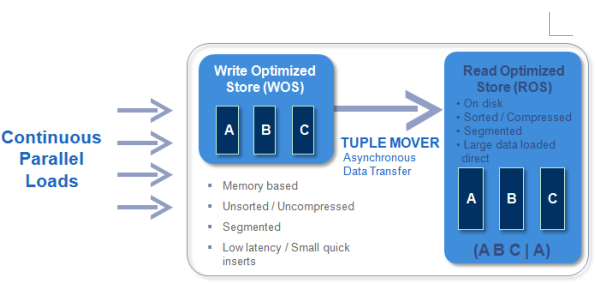 Continuous
Parallel
Loads
Write Optimized
Store (WOS)
A B C
▪ Memory based
▪ Unsorted / Uncompressed
▪ Segmented
▪ Low latency / Small quick
inserts
TUPLE MOVER
Asynchronous
Data Transfer
Read Optimized
Store (ROS)
• On disk
• Sorted / Compressed
• Segmented
• Large data loaded
direct
A B C
(A B C | A)